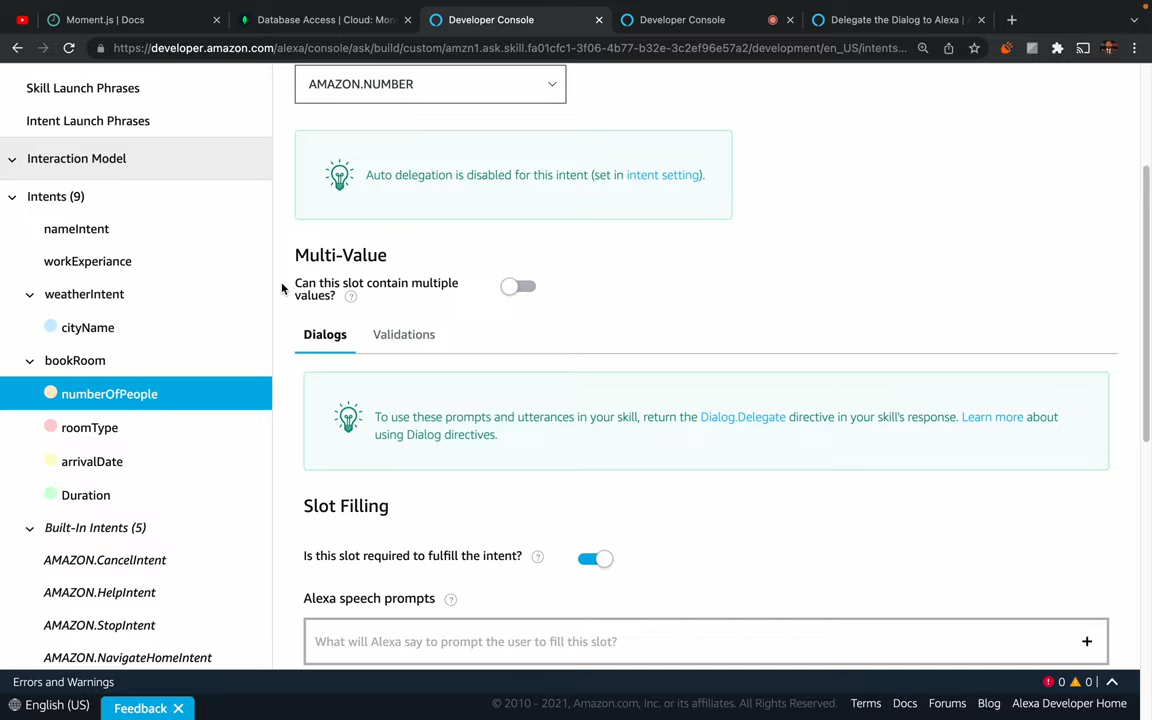 Moment.js | Docs
Database Access | Cloud: Mon
Developer Console
Developer Console
Delegate the Dialog to Alexa |
https://developer.amazon.com/alexa/console/ask/build/custom/amzn1.ask.skill.fa01cfc1-3f06-4b77-b32e-3c2ef96e57a2/development/en_US/intents...
Skill Launch Phrases
Intent Launch Phrases
Interaction Model
Intents (9)
nameIntent
workExperiance
weatherIntent
cityName
bookRoom
numberOfPeople
roomType
arrivalDate
Duration
Built-In Intents (5)
AMAZON.CancelIntent
AMAZON.HelpIntent
AMAZON.StopIntent
AMAZON.NavigateHomeIntent
AMAZON.NUMBER
Auto delegation is disabled for this intent (set in intent setting).
Multi-Value
Can this slot contain multiple
values? ?
Dialogs
Validations
To use these prompts and utterances in your skill, return the Dialog.Delegate directive in your skill's response. Learn more about
using Dialog directives.
Slot Filling
Is this slot required to fulfill the intent? ?
Alexa speech prompts ?
What will Alexa say to prompt the user to fill this slot? +
Errors and Warnings
0 0 |
English (US)
Feedback
© 2010 - 2021, Amazon.com, Inc. or its affiliates. All Rights Reserved.
Terms Docs Forums Blog Alexa Developer Home